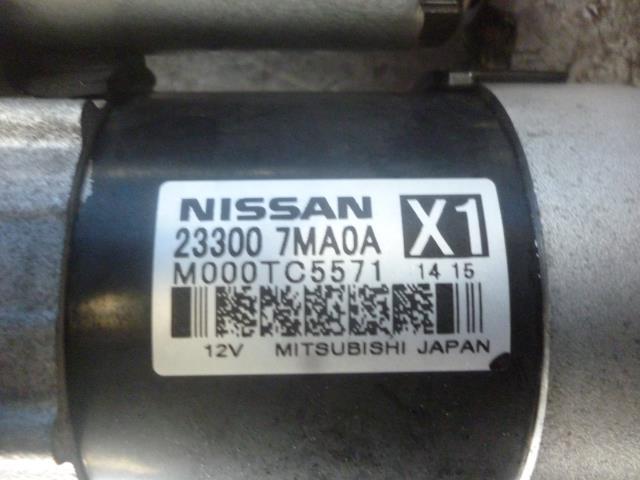 NISSAN
23300 7MA0A X1
M000TC5571 14 15
12V MITSUBISHI JAPAN